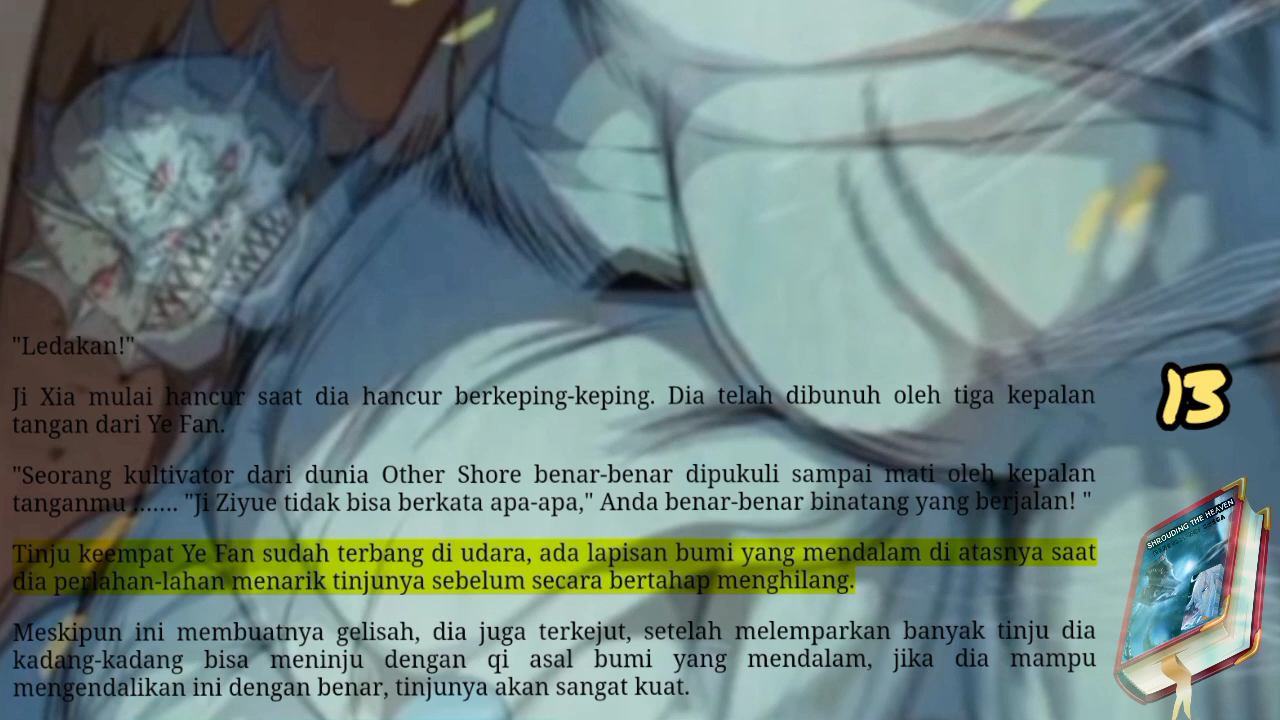 "Ledakan!"
Ji Xia mulai hancur saat dia hancur berkeping-keping. Dia telah dibunuh oleh tiga kepalan
tangan dari Ye Fan.
"Seorang kultivator dari dunia Other Shore benar-benar dipukuli sampai mati oleh kepalan
tanganmu ....... "Ji Ziyue tidak bisa berkata apa-apa," Anda benar-benar binatang yang berjalan! "
Tinju keempat Ye Fan sudah terbang di udara, ada lapisan bumi yang mendalam di atasnya saat
dia perlahan-lahan menarik tinjunya sebelum secara bertahap menghilang.
Meskipun ini membuatnya gelisah, dia juga terkejut, setelah melemparkan banyak tinju dia
kadang-kadang bisa meninju dengan qi asal bumi yang mendalam, jika dia mampu
mengendalikan ini dengan benar, tinjunya akan sangat kuat.
13
SHROUDING THE HEAVEN